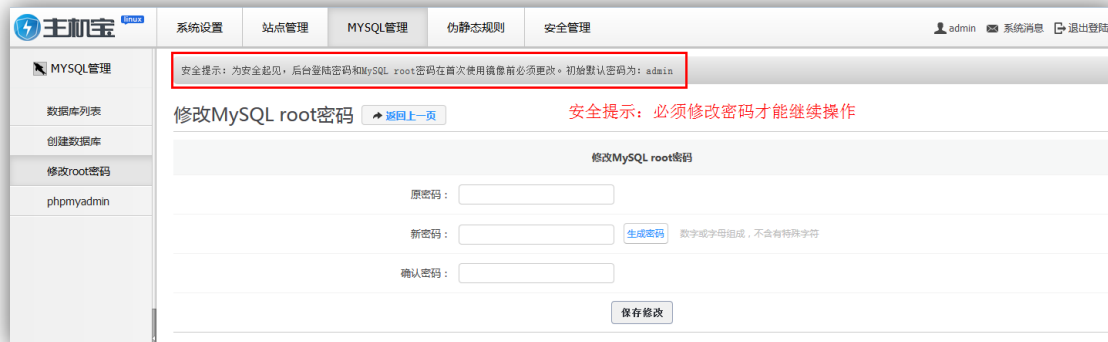 主机宝 linux 系统设置 站点管理 MYSQL管理 伪静态规则 安全管理 admin 系统消息 退出登陆
MYSQL管理
安全提示：为安全起见，后台登陆密码和MySQL root密码在首次使用镜像前必须更改。初始默认密码为：admin
数据库列表
修改MySQL root密码 返回上一页 安全提示：必须修改密码才能继续操作
创建数据库
修改MySQL root密码
修改root密码
原密码：
phpmyadmin
新密码： 生成密码 数字或字母组成，不含有特殊字符
确认密码：
保存修改